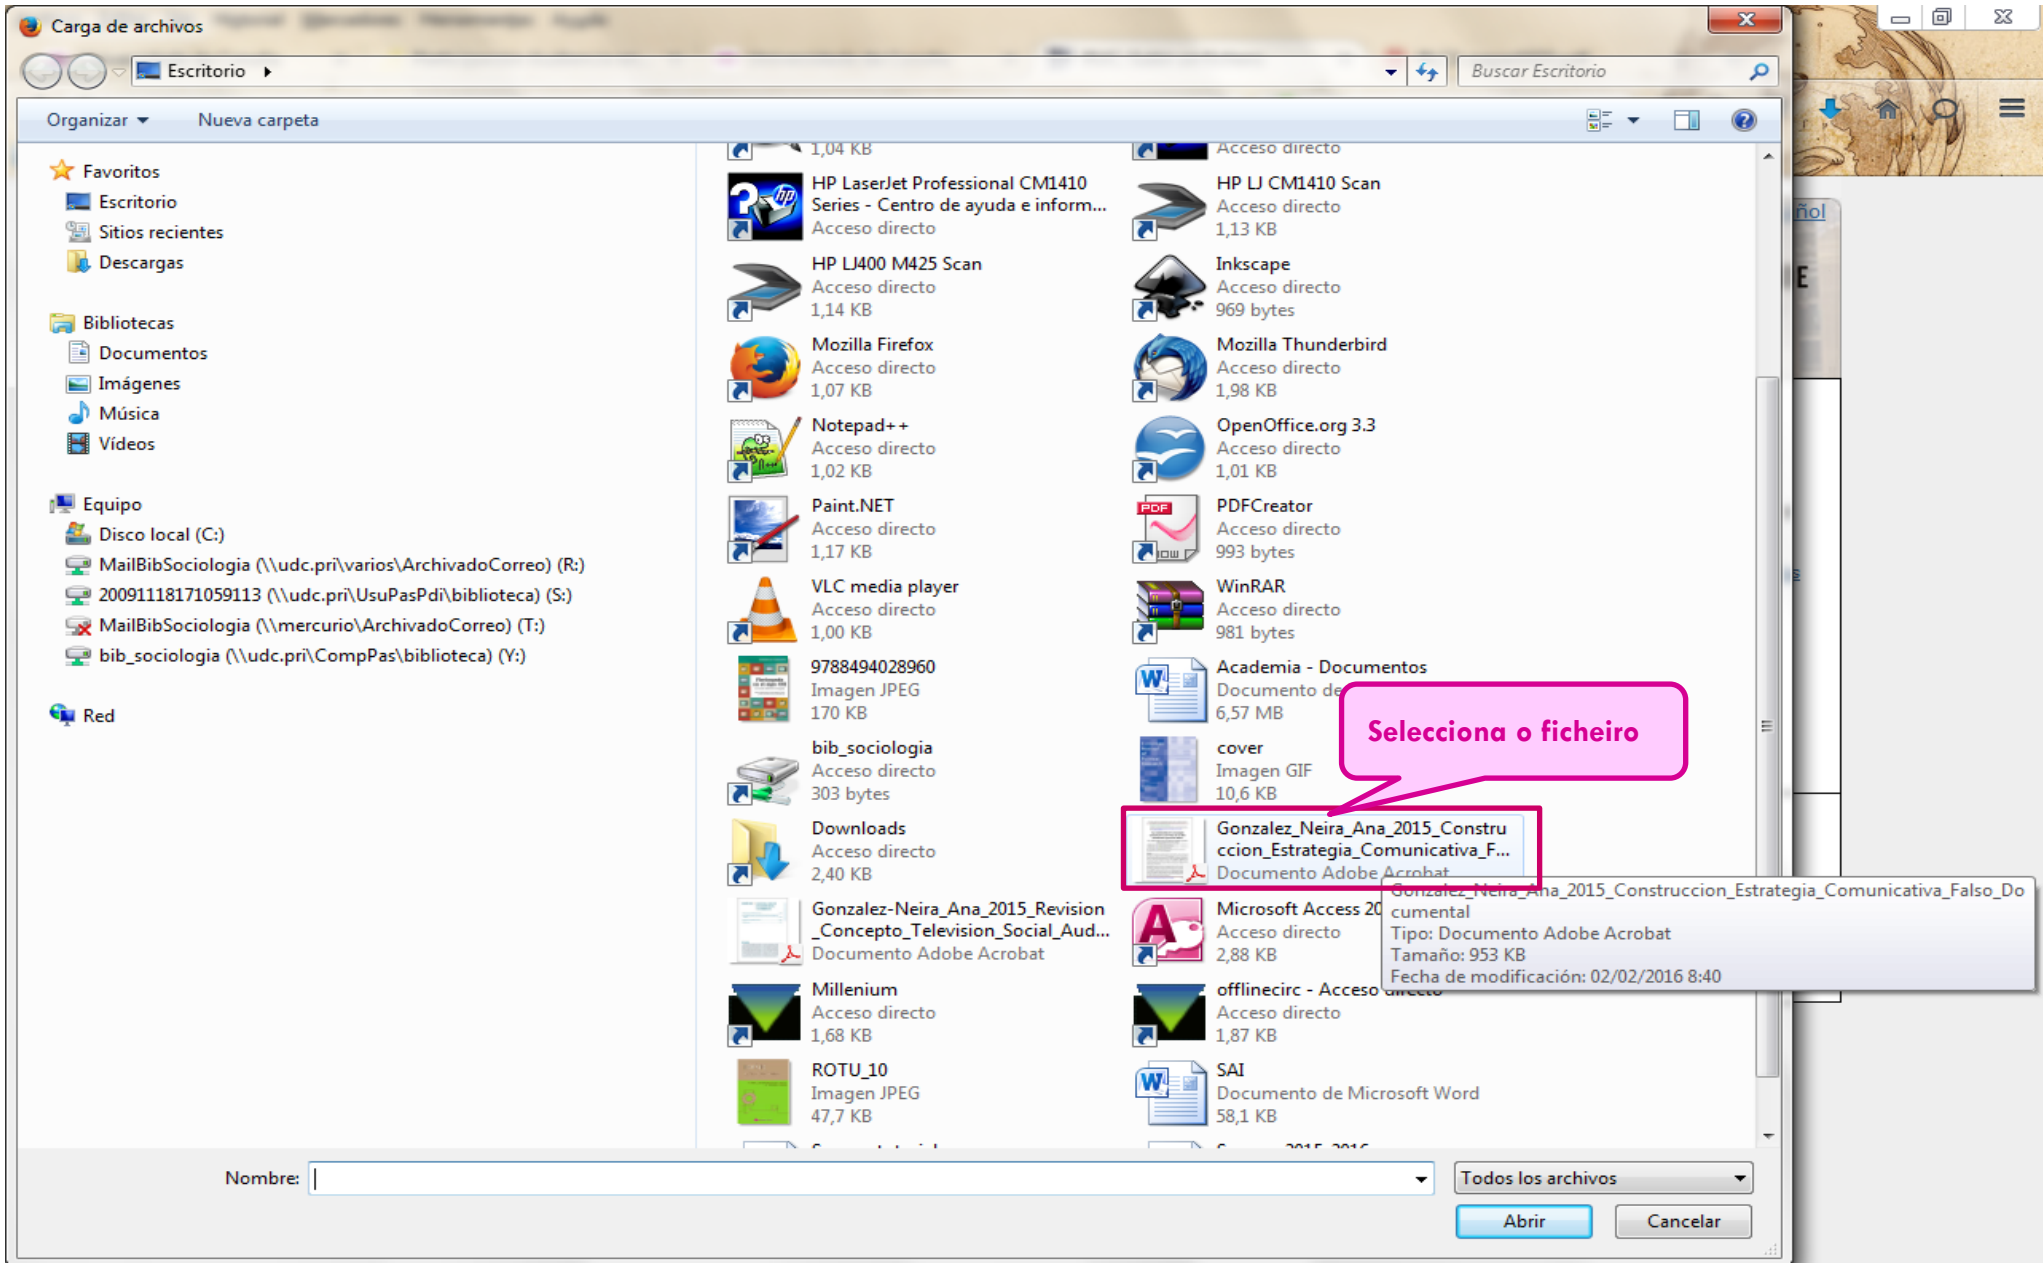 Carga de archivos
Escritorio
Buscar Escritorio
Organizar
Nueva carpeta
Favoritos
Escritorio
Sitios recientes
Descargas
Bibliotecas
Documentos
Imágenes
Música
Vídeos
Equipo
Disco local (C:)
MailBibSociologia (\\udc.pri\varios\ArchivadoCorreo) (R:)
20091118171059113 (\\udc.pri\UsuPasPdi\biblioteca) (S:)
MailBibSociologia (\\mercurio\ArchivadoCorreo) (T:)
bib_sociologia (\\udc.pri\CompPas\biblioteca) (Y:)
Red
1,04 KB
Acceso directo
HP LaserJet Professional CM1410
Series - Centro de ayuda e inform...
Acceso directo
HP LJ CM1410 Scan
Acceso directo
1,13 KB
HP LJ400 M425 Scan
Acceso directo
1,14 KB
Inkscape
Acceso directo
969 bytes
Mozilla Firefox
Acceso directo
1,07 KB
Mozilla Thunderbird
Acceso directo
1,98 KB
Notepad++
Acceso directo
1,02 KB
OpenOffice.org 3.3
Acceso directo
1,01 KB
Paint.NET
Acceso directo
1,17 KB
PDF
PDFCreator
Acceso directo
993 bytes
VLC media player
Acceso directo
1,00 KB
WinRAR
Acceso directo
981 bytes
9788494028960
Imagen JPEG
170 KB
Academia - Documentos
Documento de
6,57 MB
Selecciona o ficheiro
bib_sociologia
Acceso directo
303 bytes
cover
Imagen GIF
10,6 KB
Downloads
Acceso directo
2,40 KB
Gonzalez_Neira_Ana_2015_Constru
ccion_Estrategia_Comunicativa_F...
Documento Adobe Acrobat
Gonzalez_Neira_Ana_2015_Construccion_Estrategia_Comunicativa_Falso_Do
cumental
Tipo: Documento Adobe Acrobat
Tamaño: 953 KB
Fecha de modificación: 02/02/2016 8:40
Gonzalez-Neira_Ana_2015_Revision
_Concepto_Television_Social_Aud...
Documento Adobe Acrobat
Microsoft Access 20
Acceso directo
2,88 KB
Millenium
Acceso directo
1,68 KB
offlinecirc - Acceso directo
Acceso directo
1,87 KB
ROTU_10
Imagen JPEG
47,7 KB
SAI
Documento de Microsoft Word
58,1 KB
Nombre:
Todos los archivos
Abrir
Cancelar
ñol
E
s